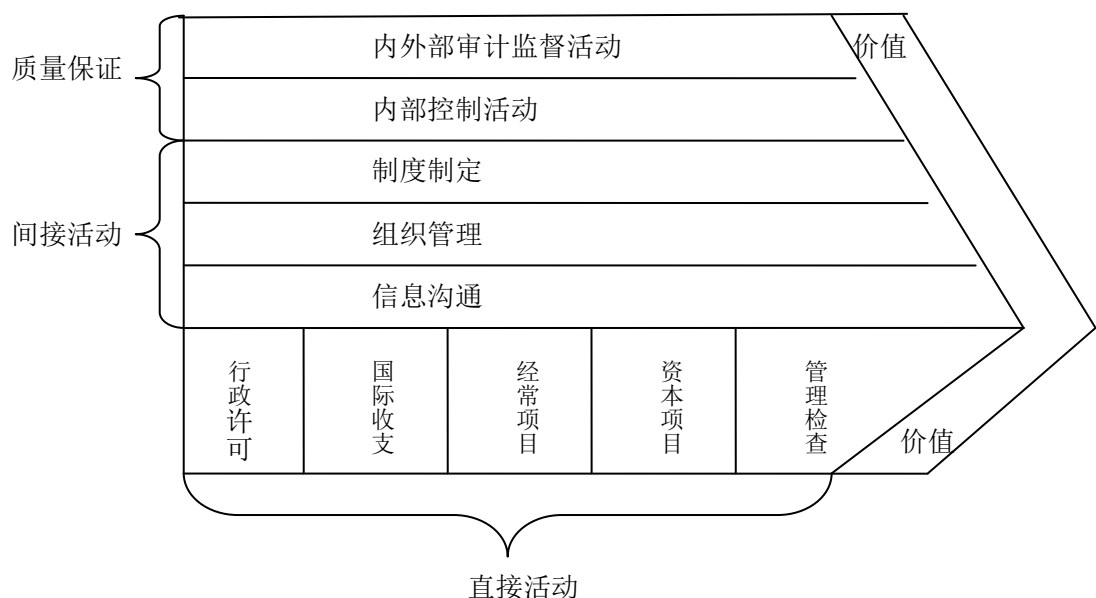 内外部审计监督活动
价值
质量保证
内部控制活动
制度制定
间接活动
组织管理
信息沟通
行政许可
国际收支
经常项目
资本项目
管理检查
价值
直接活动